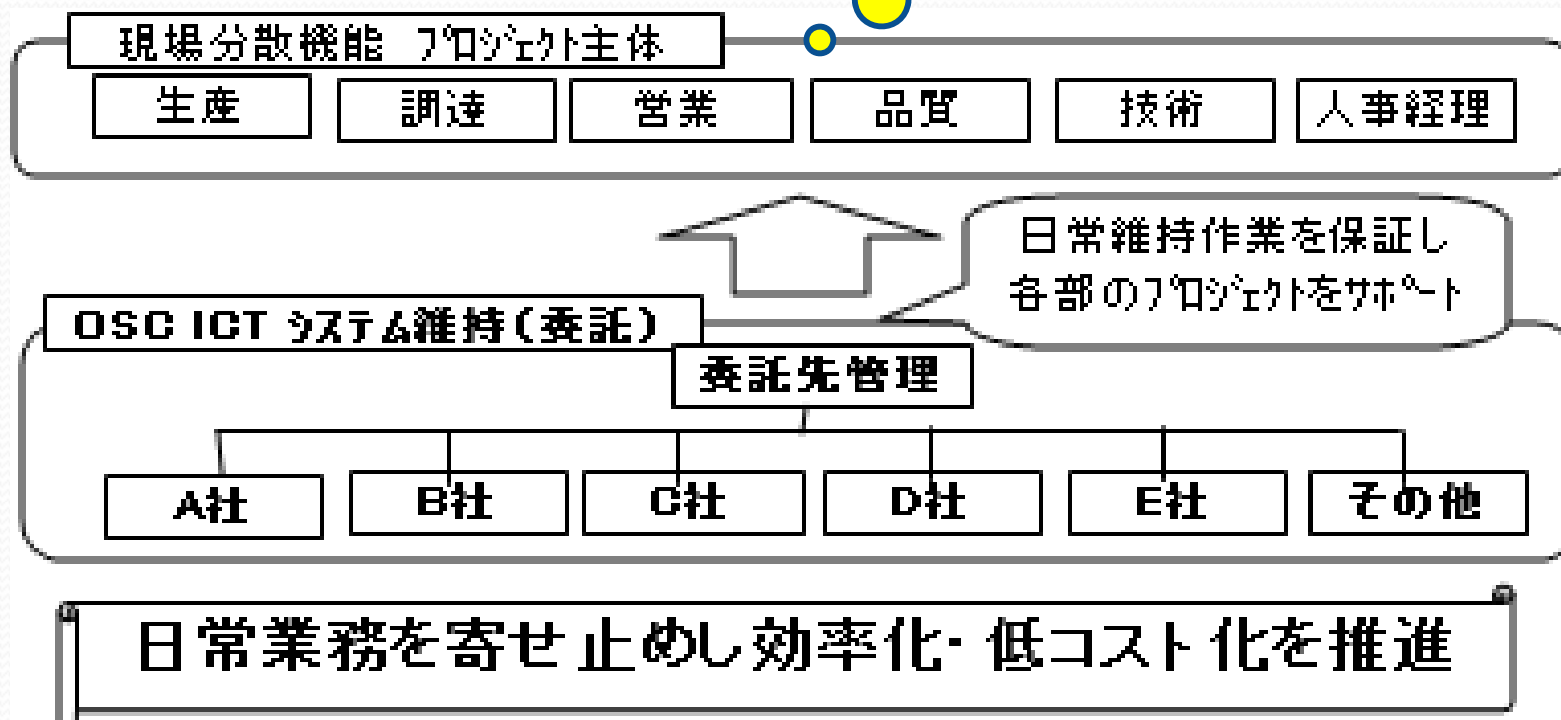 現場分散機能 プロジェクト主体
生産 調達 営業 品質 技術 人事経理
日常維持作業を保証し
各部のプロジェクトをサポート
OSC ICT システム維持(委託)
委託先管理
A社 B社 C社 D社 E社 その他
日常業務を寄せ止めし効率化・低コスト化を推進